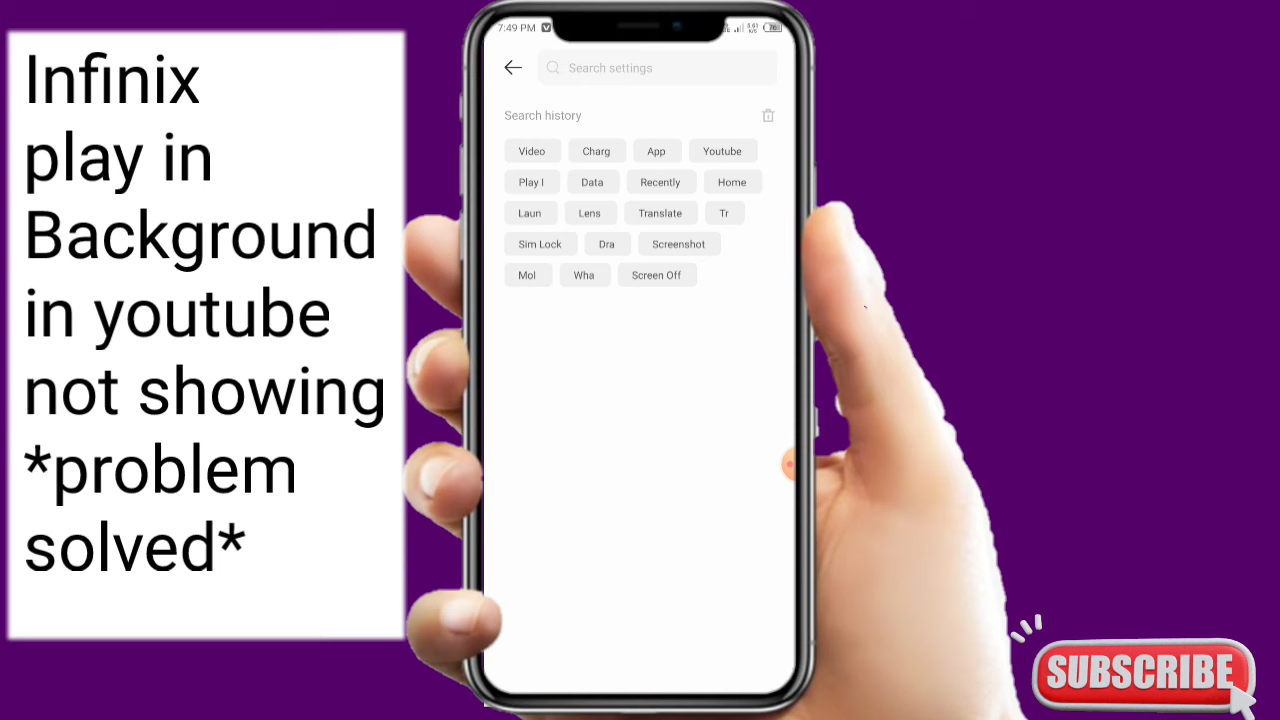 Infinix
play in
Background
in youtube
not showing
*problem
solved*
7:49 PM
Search settings
Search history
Video Charg App Youtube
Play I Data Recently Home
Laun Lens Translate Tr
Sim Lock Dra Screenshot
Mol Wha Screen Off
SUBSCRIBE